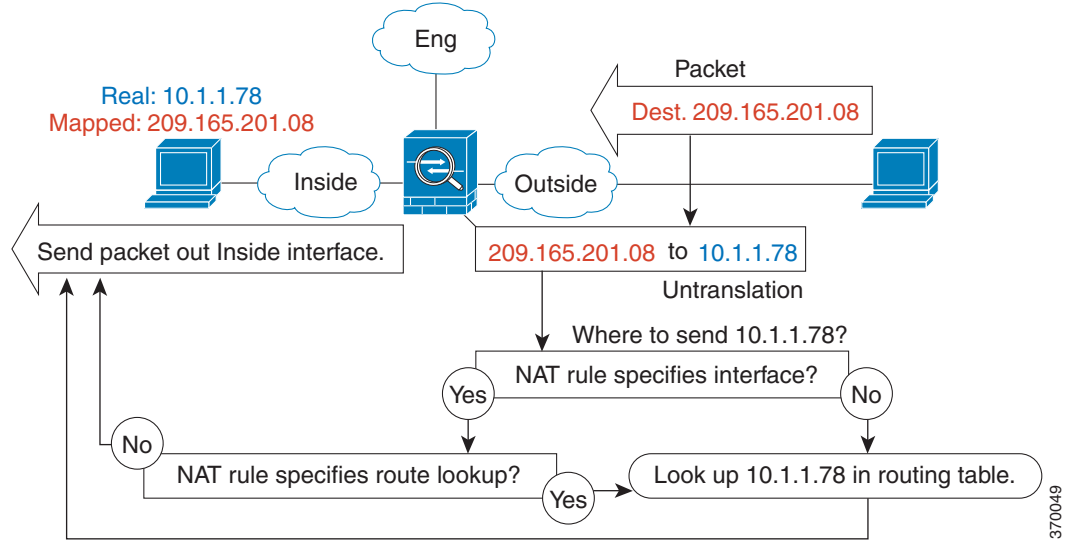 Eng
Packet
Real: 10.1.1.78
Mapped: 209.165.201.08
Dest. 209.165.201.08
Inside
Outside
Send packet out Inside interface.
209.165.201.08 to 10.1.1.78
Untranslation
Where to send 10.1.1.78?
NAT rule specifies interface?
Yes
No
No
NAT rule specifies route lookup?
Yes
Look up 10.1.1.78 in routing table.
370049